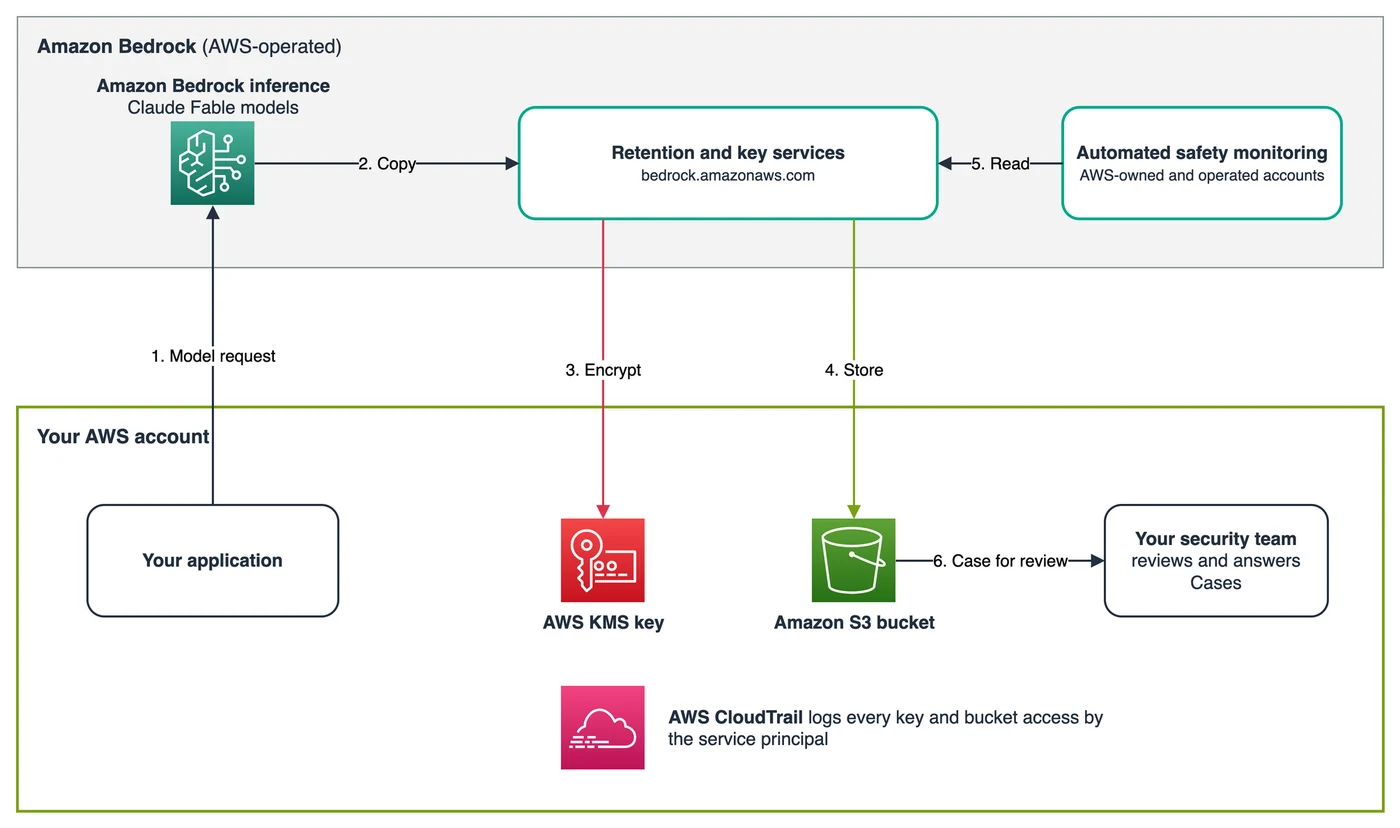 Amazon Bedrock (AWS-operated)
Amazon Bedrock inference
Claude Fable models
2. Copy
Retention and key services
bedrock.amazonaws.com
5. Read
Automated safety monitoring
AWS-owned and operated accounts
1. Model request
3. Encrypt
4. Store
Your AWS account
Your application
AWS KMS key
Amazon S3 bucket
6. Case for review
Your security team
reviews and answers
Cases
AWS CloudTrail logs every key and bucket access by
the service principal